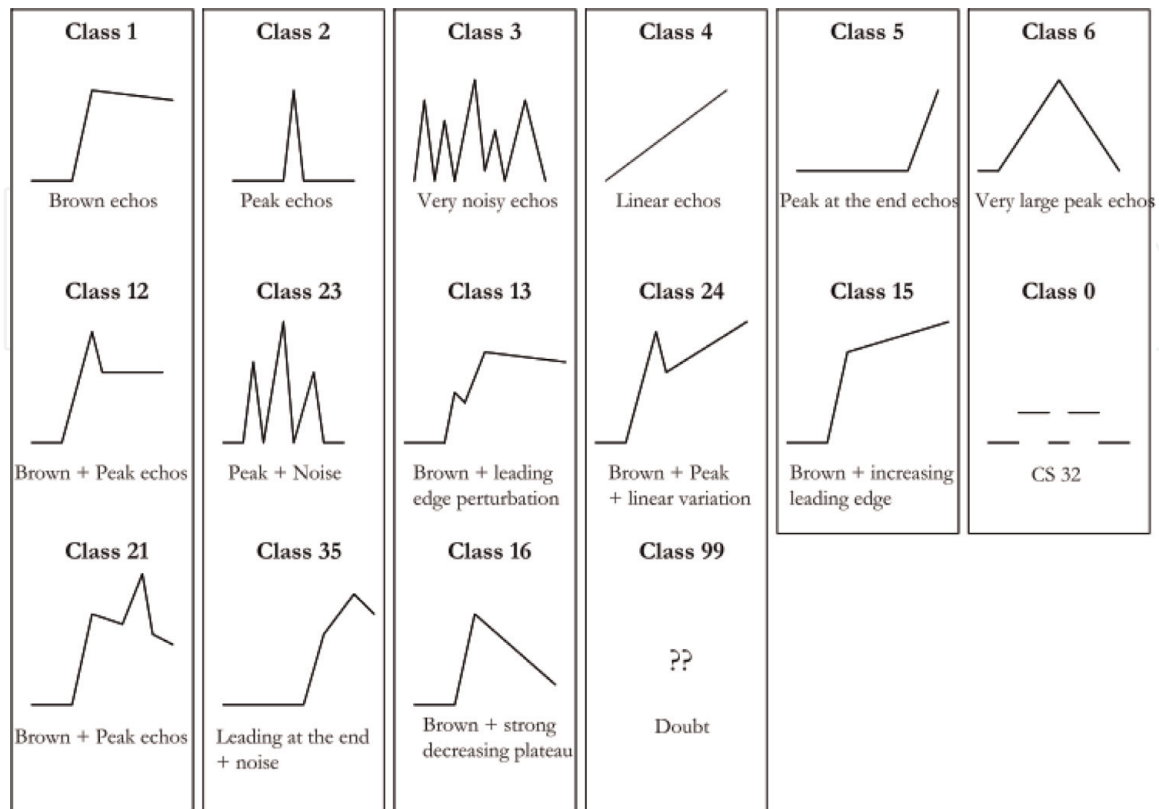 Class 1
Class 2
Class 3
Class 4
Class 5
Class 6
Brown echos
Peak echos
Very noisy echos
Linear echos
Peak at the end echos
Very large peak echos
Class 12
Class 23
Class 13
Class 24
Class 15
Class 0
Brown + Peak echos
Peak + Noise
Brown + leading
edge perturbation
Brown + Peak
+ linear variation
Brown + increasing
leading edge
CS 32
Class 21
Class 35
Class 16
Class 99
??
Brown + Peak echos
Leading at the end
+ noise
Brown + strong
decreasing plateau
Doubt